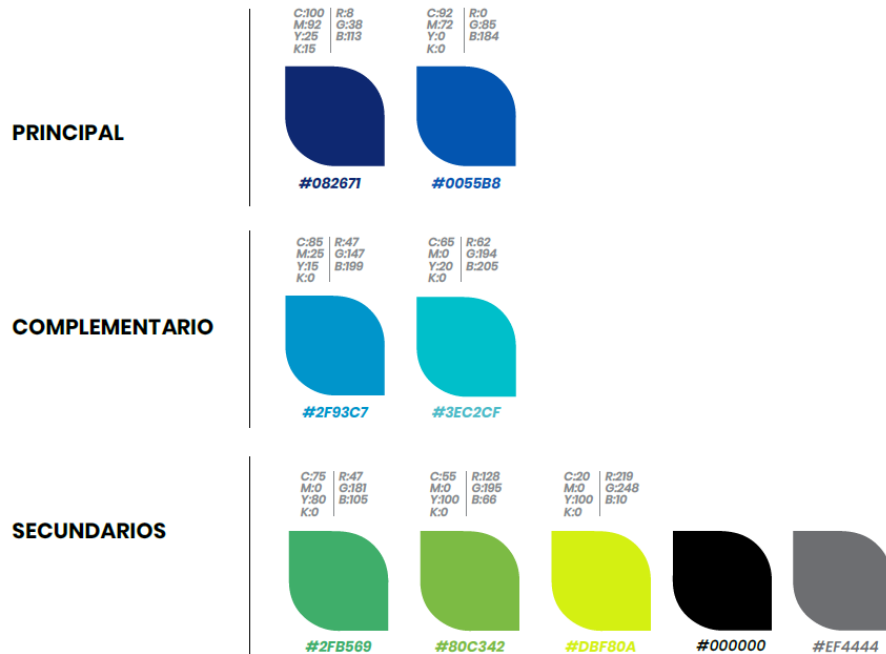 C:100 R:8
M:92 G:38
Y:25 B:113
K:15
C:92 R:0
M:72 G:85
Y:0 B:184
K:0
PRINCIPAL
#082671
#0055B8
C:85 R:47
M:25 G:147
Y:15 B:199
K:0
C:65 R:62
M:0 G:194
Y:20 B:205
K:0
COMPLEMENTARIO
#2F93C7
#3EC2CF
C:75 R:47
M:0 G:181
Y:80 B:105
K:0
C:55 R:128
M:0 G:195
Y:100 B:66
K:0
C:20 R:219
M:0 G:248
Y:100 B:10
K:0
SECUNDARIOS
#2FB569
#80C342
#DBF80A
#000000
#EF4444